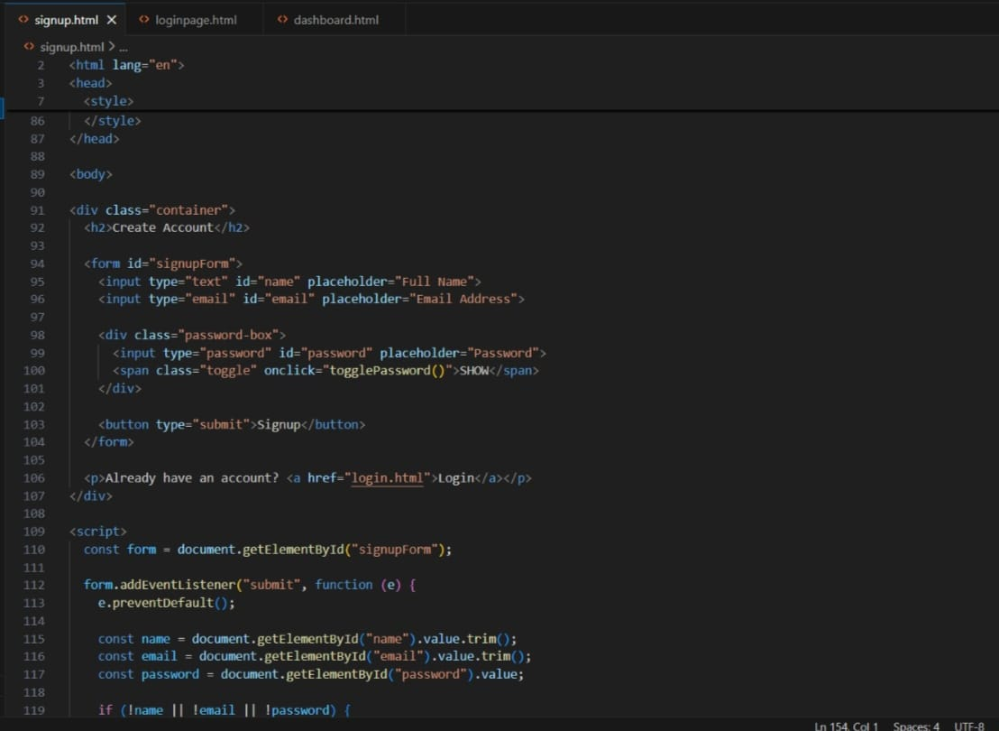 signup.html
loginpage.html
dashboard.html
signup.html > ...
2 <html lang="en">
3 <head>
7 <style>
86 </style>
87 </head>
88
89 <body>
90
91 <div class="container">
92 <h2>Create Account</h2>
93
94 <form id="signupForm">
95 <input type="text" id="name" placeholder="Full Name">
96 <input type="email" id="email" placeholder="Email Address">
97
98 <div class="password-box">
99 <input type="password" id="password" placeholder="Password">
100 <span class="toggle" onclick="togglePassword()">SHOW</span>
101 </div>
102
103 <button type="submit">Signup</button>
104 </form>
105
106 <p>Already have an account? <a href="login.html">Login</a></p>
107 </div>
108
109 <script>
110 const form = document.getElementById("signupForm");
111
112 form.addEventListener("submit", function (e) {
113 e.preventDefault();
114
115 const name = document.getElementById("name").value.trim();
116 const email = document.getElementById("email").value.trim();
117 const password = document.getElementById("password").value;
118
119 if (!name || !email || !password) {
Ln 154, Col 1 Spaces: 4 UTF-8